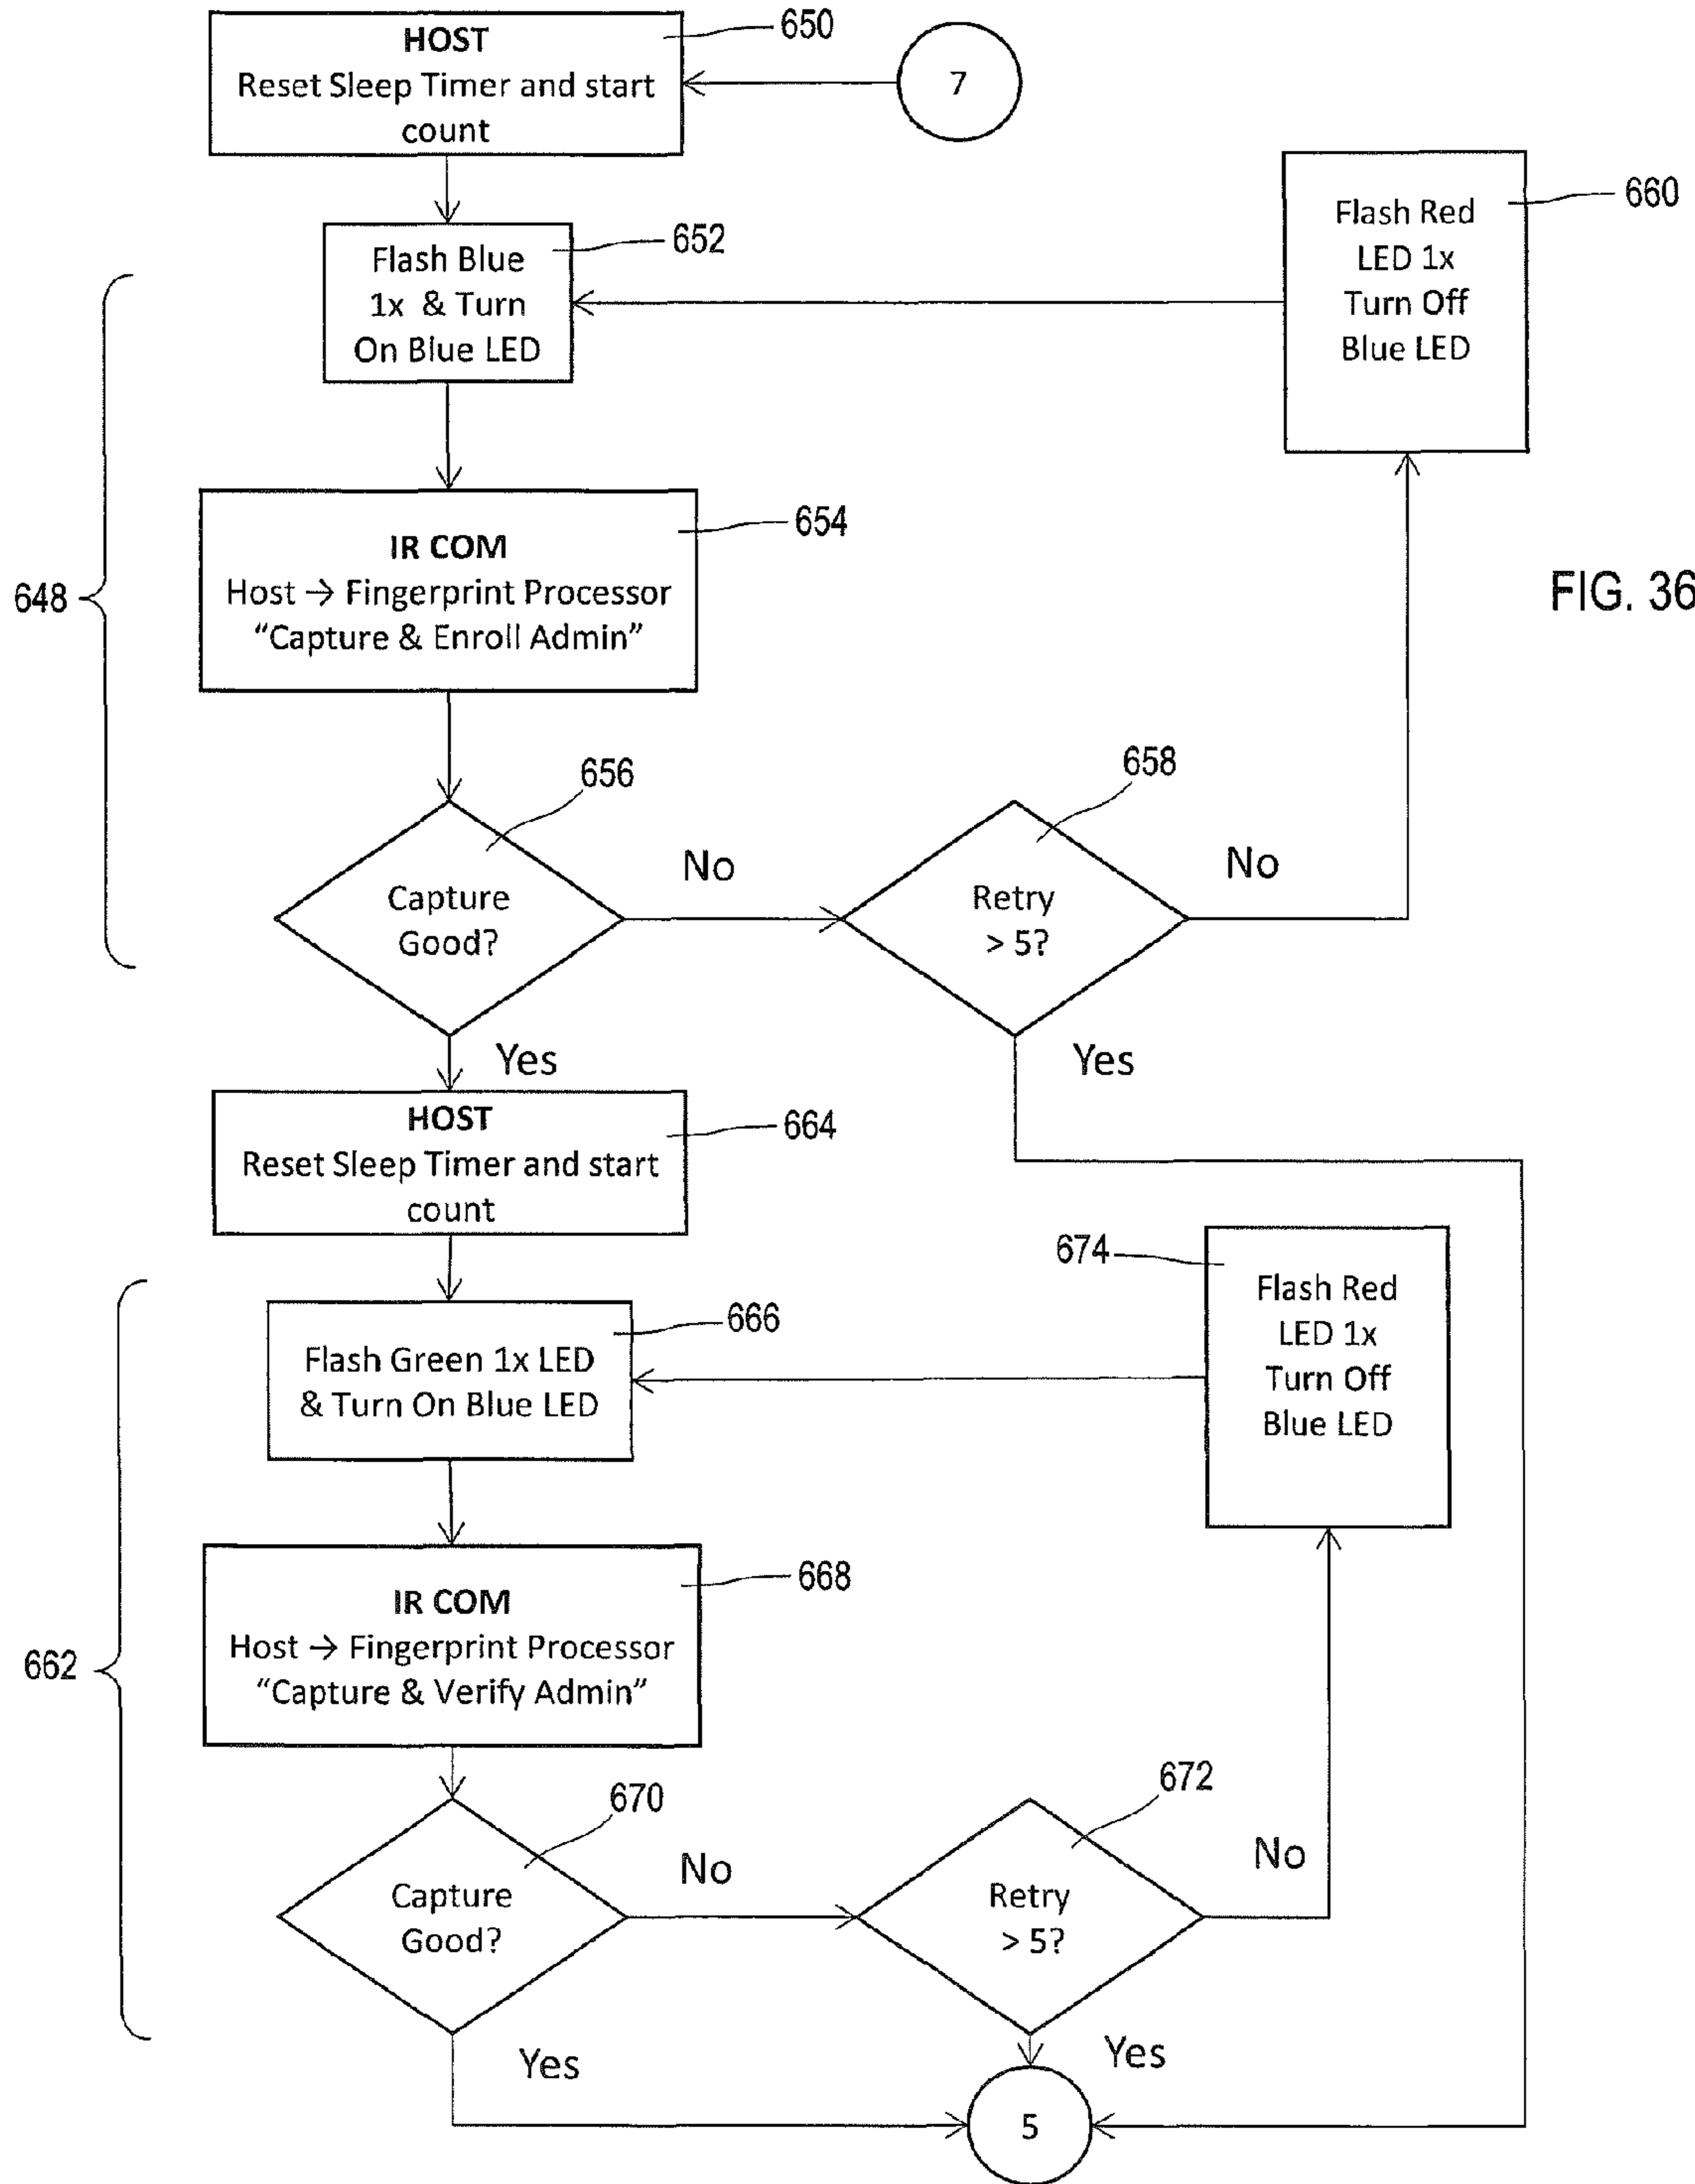 HOST
Reset Sleep Timer and start
count
650
7
Flash Blue
1x & Turn
On Blue LED
652
Flash Red
LED 1x
Turn Off
Blue LED
660
648
IR COM
Host → Fingerprint Processor
“Capture & Enroll Admin”
654
FIG. 36
Capture
Good?
656
No
Retry
> 5?
658
No
Yes
Yes
HOST
Reset Sleep Timer and start
count
664
Flash Green 1x LED
& Turn On Blue LED
666
674
Flash Red
LED 1x
Turn Off
Blue LED
662
IR COM
Host → Fingerprint Processor
“Capture & Verify Admin”
668
Capture
Good?
670
No
Retry
> 5?
672
No
Yes
Yes
5